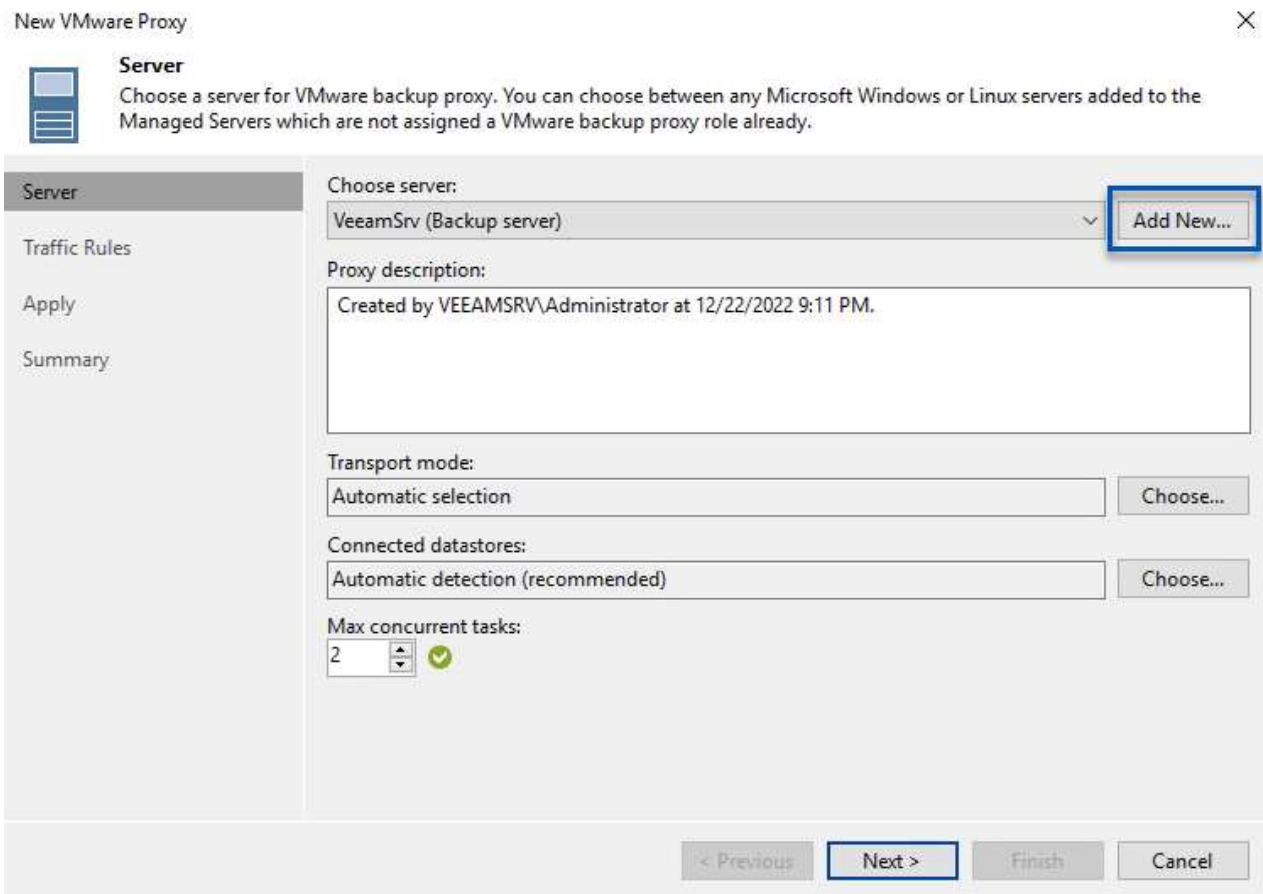 New VMware Proxy
Server
Choose a server for VMware backup proxy. You can choose between any Microsoft Windows or Linux servers added to the
Managed Servers which are not assigned a VMware backup proxy role already.
Server
Traffic Rules
Apply
Summary
Choose server:
VeeamSrv (Backup server)
Add New...
Proxy description:
Created by VEEAMSRV\Administrator at 12/22/2022 9:11 PM.
Transport mode:
Automatic selection
Choose...
Connected datastores:
Automatic detection (recommended)
Choose...
Max concurrent tasks:
2
< Previous
Next >
Finish
Cancel